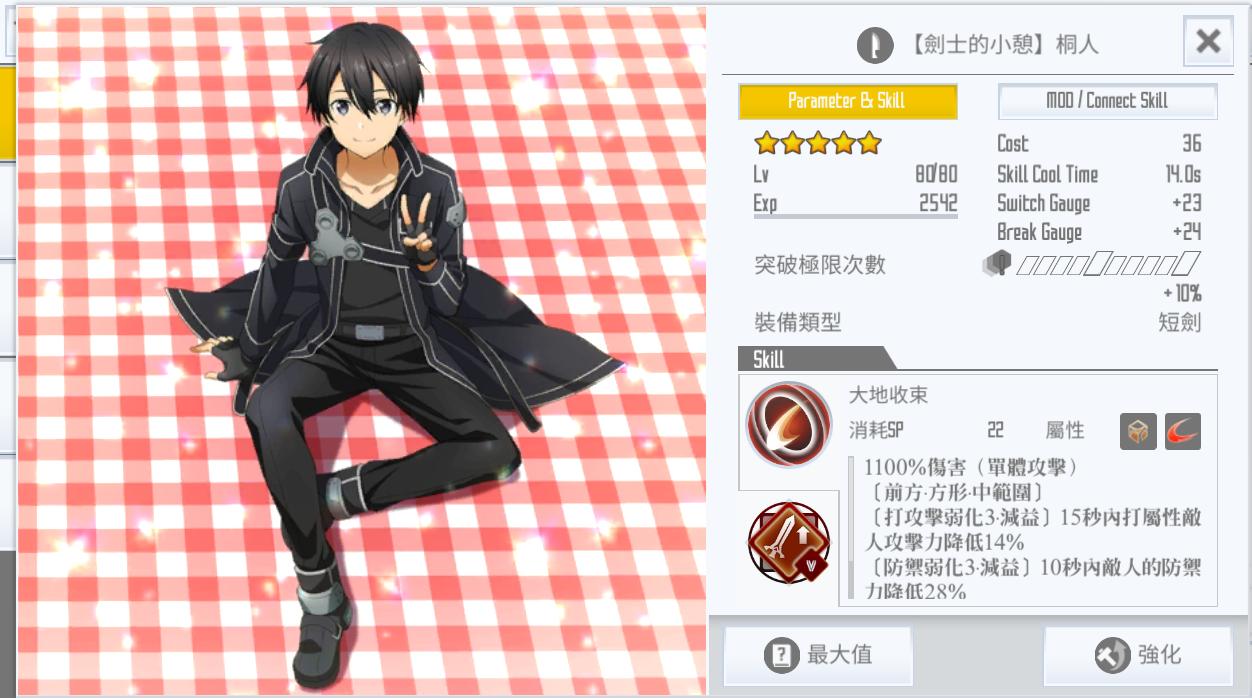 【劍士的小憩】桐人
Parameter & Skill
MOD / Connect Skill
Lv 80/80
Exp 2542
Cost 36
Skill Cool Time 14.0s
Switch Gauge +23
Break Gauge +24
突破極限次數
+10%
裝備類型 短劍
Skill
大地收束
消耗SP 22 屬性
1100%傷害（單體攻擊）
〔前方·方形·中範圍〕
〔打攻擊弱化3·減益〕15秒內打屬性敵
人攻擊力降低14%
〔防禦弱化3·減益〕10秒內敵人的防禦
力降低28%
V
? 最大值
強化